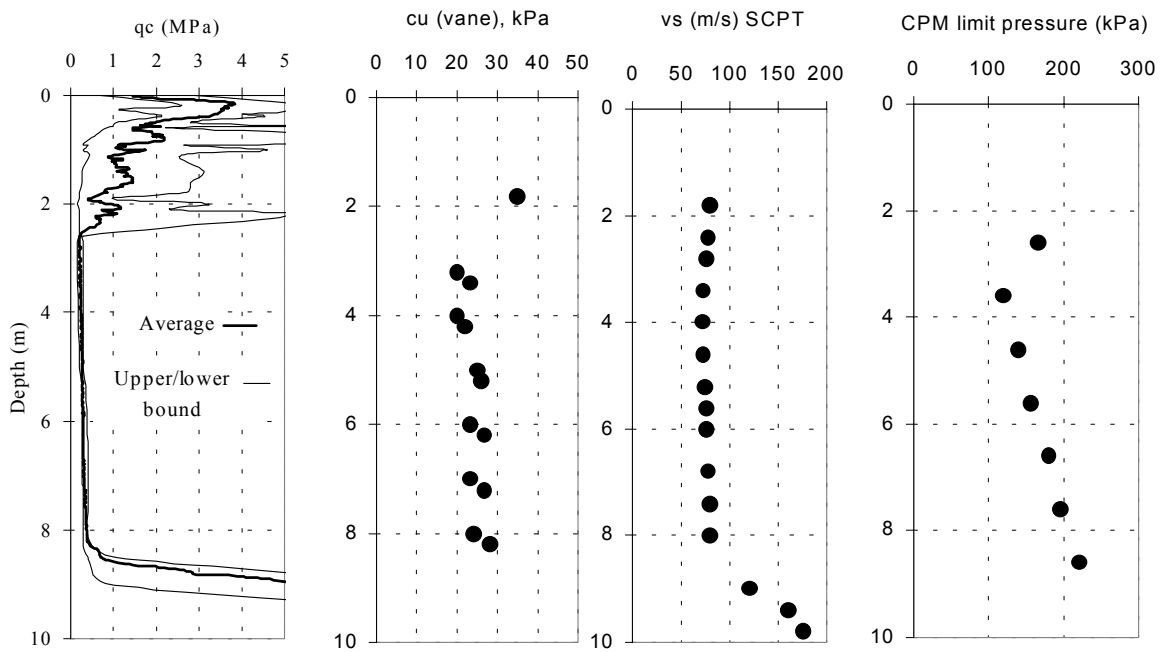 qc (MPa)
0 1 2 3 4 5
0
2
4
6
8
10
Depth (m)
Average
Upper/lower
bound
cu (vane), kPa
0 10 20 30 40 50
0
2
4
6
8
10
vs (m/s) SCPT
0 50 100 150 200
0
2
4
6
8
10
CPM limit pressure (kPa)
0 100 200 300
0
2
4
6
8
10